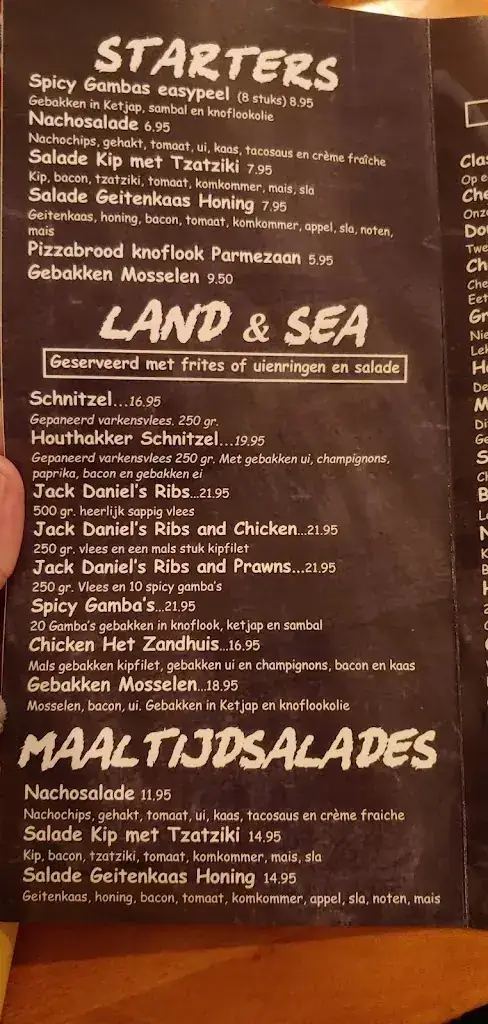 STARTERS
Spicy Gambas easypeel (8 stuks) 8.95
Gebakken in Ketjap, sambal en knoflookolie
Nachosalade 6.95
Nachochips, gehakt, tomaat, ui, kaas, tacosaus en crème fraîche
Salade Kip met Tzatziki 7.95
Kip, bacon, tzatziki, tomaat, komkommer, mais, sla
Salade Geitenkaas Honing 7.95
Geitenkaas, honing, bacon, tomaat, komkommer, appel, sla, noten,
mais
Pizzabrood knoflook Parmezaan 5.95
Gebakken Mosselen 9.50
LAND & SEA
Geserveerd met frites of uienringen en salade
Schnitzel...16.95
Gepaneerd varkensvlees. 250 gr.
Houthakker Schnitzel...19.95
Gepaneerd varkensvlees 250 gr. Met gebakken ui, champignons,
paprika, bacon en gebakken ei
Jack Daniel's Ribs...21.95
500 gr. heerlijk sappig vlees
Jack Daniel's Ribs and Chicken...21.95
250 gr. vlees en een mals stuk kipfilet
Jack Daniel's Ribs and Prawns...21.95
250 gr. Vlees en 10 spicy gamba's
Spicy Gamba's...21.95
20 Gamba's gebakken in knoflook, ketjap en sambal
Chicken Het Zandhuis...16.95
Mals gebakken kipfilet, gebakken ui en champignons, bacon en kaas
Gebakken Mosselen...18.95
Mosselen, bacon, ui. Gebakken in Ketjap en knoflookolie
MAALTIJDSALADES
Nachosalade 11.95
Nachochips, gehakt, tomaat, ui, kaas, tacosaus en crème fraiche
Salade Kip met Tzatziki 14.95
Kip, bacon, tzatziki, tomaat, komkommer, mais, sla
Salade Geitenkaas Honing 14.95
Geitenkaas, honing, bacon, tomaat, komkommer, appel, sla, noten, mais